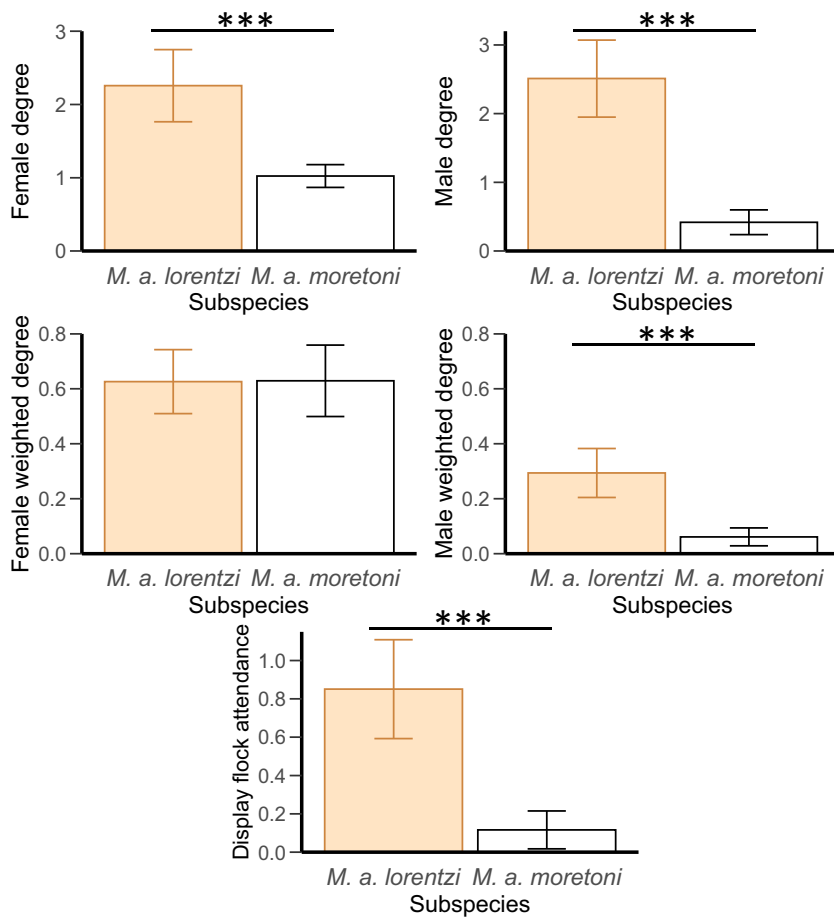 ***
Female degree
3
2
1
0
M. a. lorentzi M. a. moretoni
Subspecies
***
Male degree
3
2
1
0
M. a. lorentzi M. a. moretoni
Subspecies
Female weighted degree
0.8
0.6
0.4
0.2
0.0
M. a. lorentzi M. a. moretoni
Subspecies
***
Male weighted degree
0.8
0.6
0.4
0.2
0.0
M. a. lorentzi M. a. moretoni
Subspecies
***
Display flock attendance
1.0
0.8
0.6
0.4
0.2
0.0
M. a. lorentzi M. a. moretoni
Subspecies